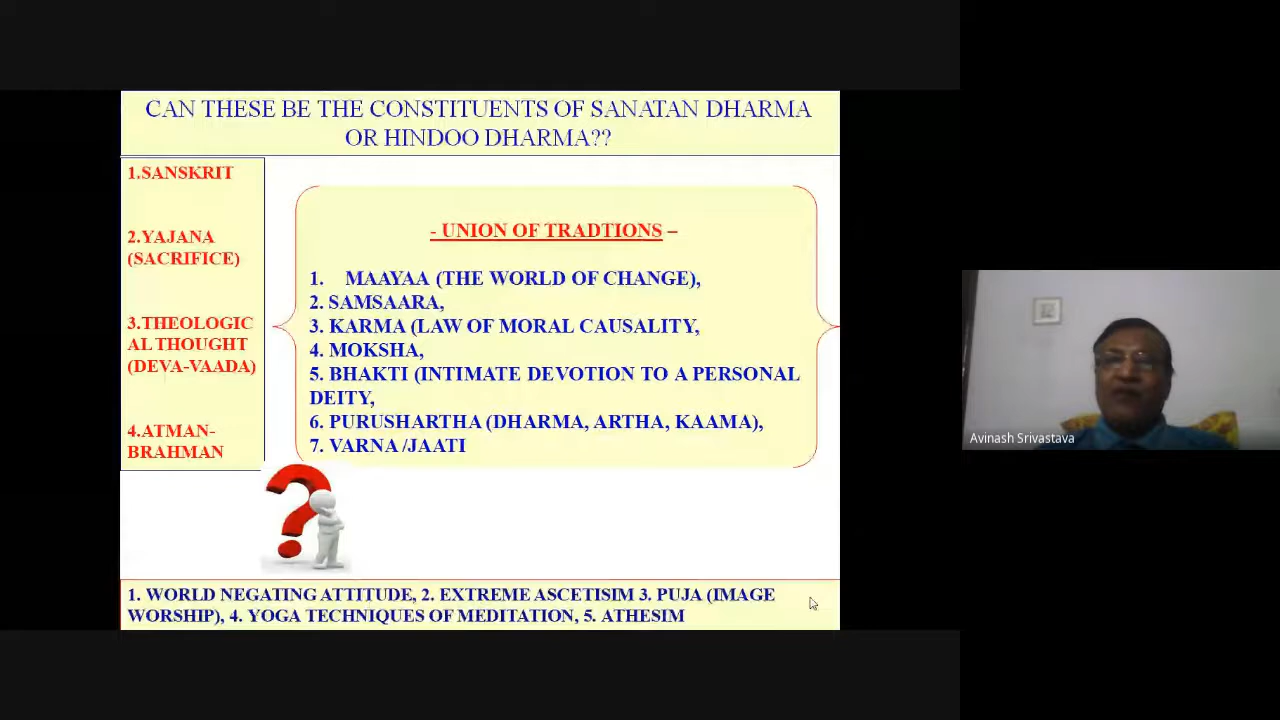 CAN THESE BE THE CONSTITUENTS OF SANATAN DHARMA
OR HINDOO DHARMA??
1.SANSKRIT
2.YAJANA
(SACRIFICE)
3.THEOLOGIC
AL THOUGHT
(DEVA-VAADA)
4.ATMAN-
BRAHMAN
- UNION OF TRADTIONS –
1. MAAYAA (THE WORLD OF CHANGE),
2. SAMSAARA,
3. KARMA (LAW OF MORAL CAUSALITY,
4. MOKSHA,
5. BHAKTI (INTIMATE DEVOTION TO A PERSONAL
DEITY,
6. PURUSHARTHA (DHARMA, ARTHA, KAAMA),
7. VARNA /JAATI
1. WORLD NEGATING ATTITUDE, 2. EXTREME ASCETISIM 3. PUJA (IMAGE
WORSHIP), 4. YOGA TECHNIQUES OF MEDITATION, 5. ATHESIM
Avinash Srivastava